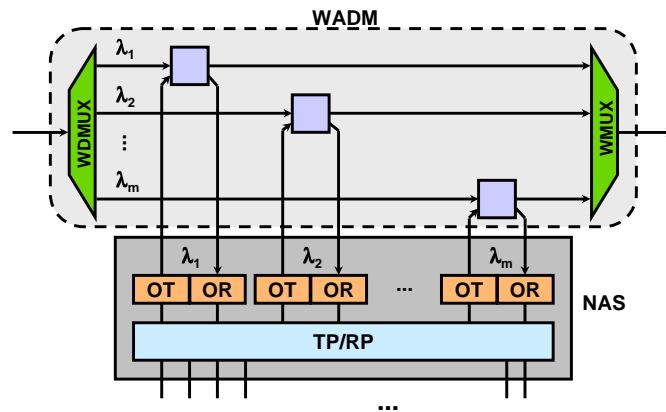 WADM
λ1
λ2
⋮
λm
WDMUX
WMUX
λ1 λ2 λm
OT OR OT OR ... OT OR
NAS
TP/RP
...